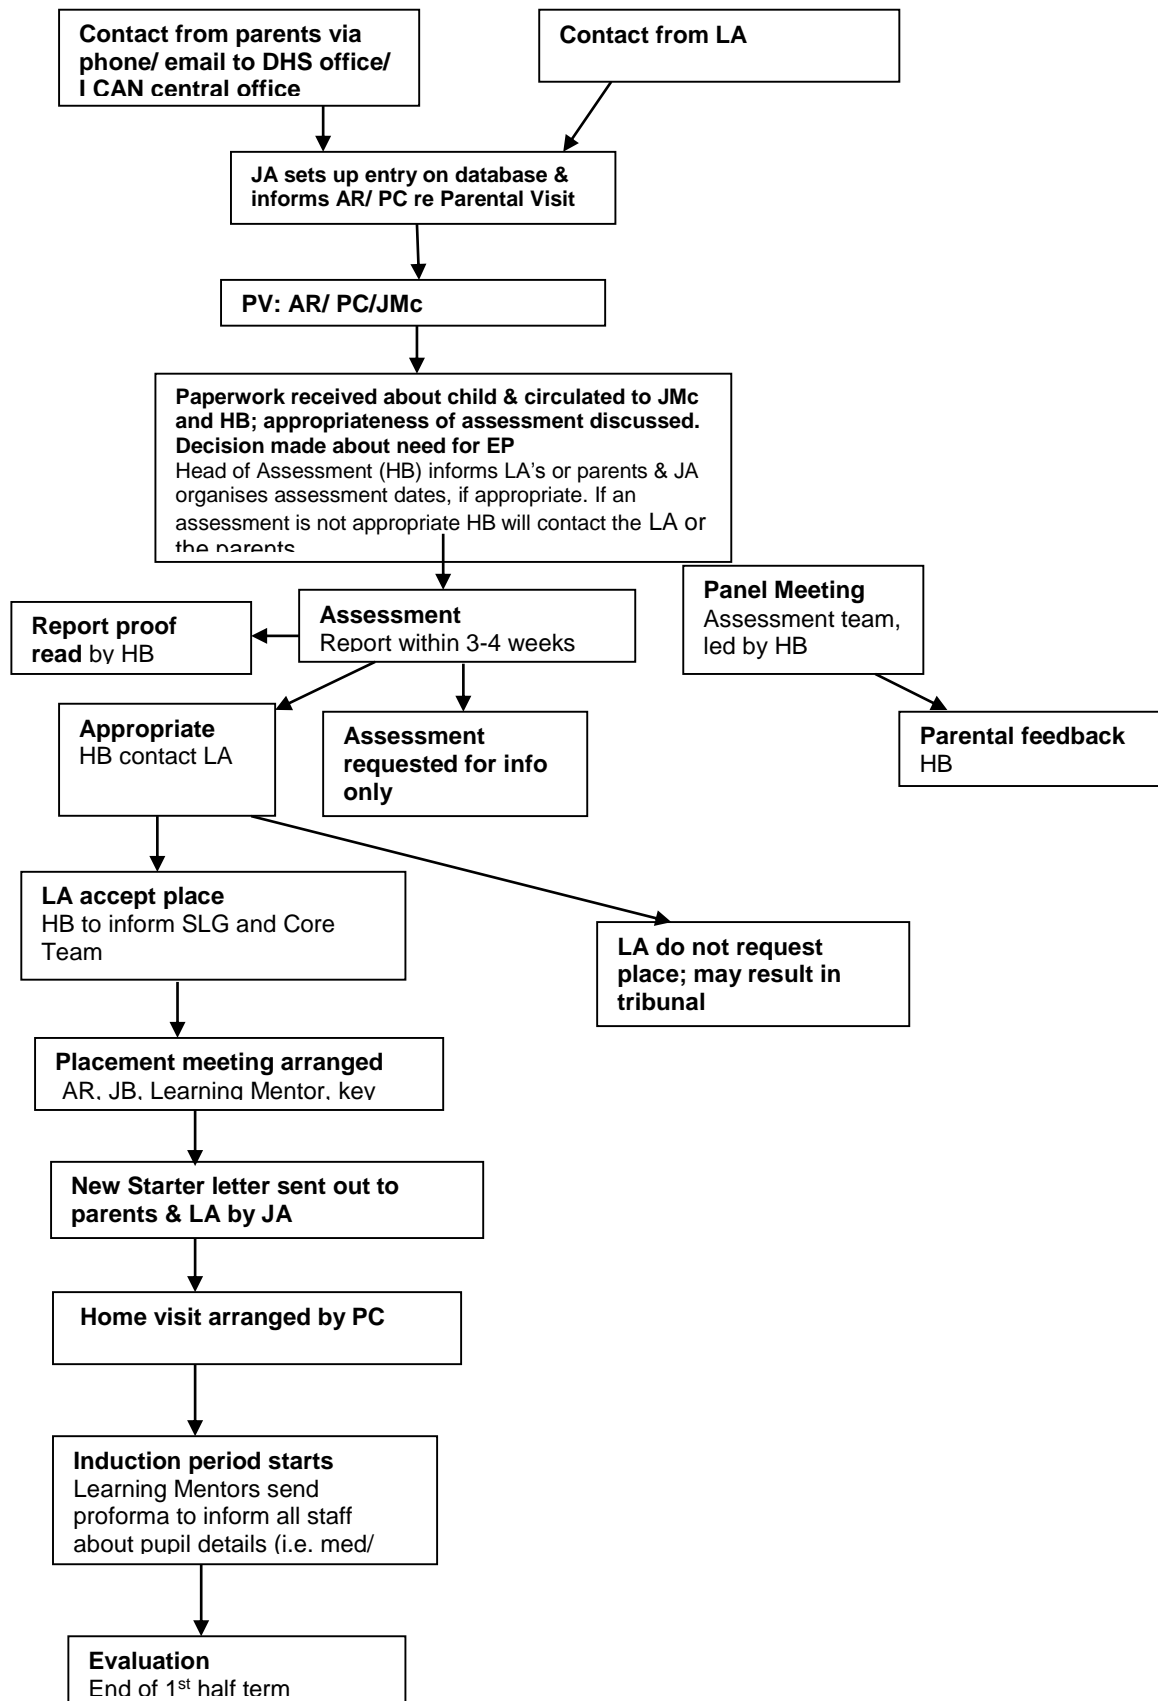 Contact from parents via
phone/ email to DHS office/
I CAN central office
Contact from LA
JA sets up entry on database &
informs AR/ PC re Parental Visit
PV: AR/ PC/JMc
Paperwork received about child & circulated to JMc
and HB; appropriateness of assessment discussed.
Decision made about need for EP
Head of Assessment (HB) informs LA's or parents & JA
organises assessment dates, if appropriate. If an
assessment is not appropriate HB will contact the LA or
the parents
Panel Meeting
Assessment team,
led by HB
Assessment
Report within 3-4 weeks
Report proof
read by HB
Appropriate
HB contact LA
Assessment
requested for info
only
Parental feedback
HB
LA accept place
HB to inform SLG and Core
Team
LA do not request
place; may result in
tribunal
Placement meeting arranged
AR, JB, Learning Mentor, key
New Starter letter sent out to
parents & LA by JA
Home visit arranged by PC
Induction period starts
Learning Mentors send
proforma to inform all staff
about pupil details (i.e. med/
Evaluation
End of 1st half term